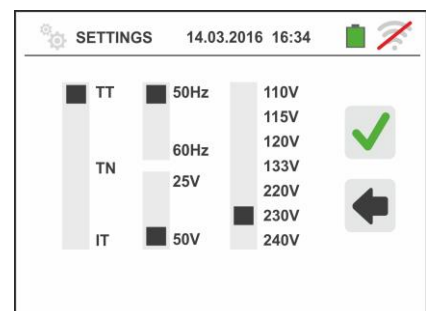 SETTINGS 14.03.2016 16:34
TT 50Hz 110V
115V
60Hz 120V
TN 133V
25V 220V
230V
IT 50V 240V